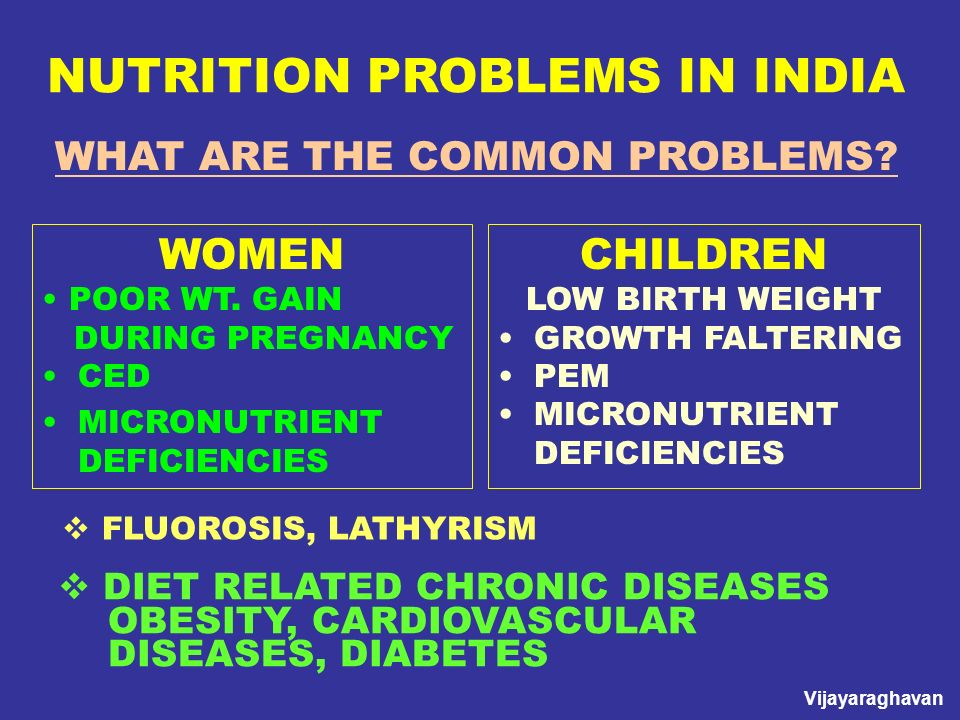 NUTRITION PROBLEMS IN INDIA
WHAT ARE THE COMMON PROBLEMS?
WOMEN
• POOR WT. GAIN
DURING PREGNANCY
• CED
• MICRONUTRIENT
DEFICIENCIES
CHILDREN
LOW BIRTH WEIGHT
• GROWTH FALTERING
• PEM
• MICRONUTRIENT
DEFICIENCIES
❖ FLUOROSIS, LATHYRISM
❖ DIET RELATED CHRONIC DISEASES
OBESITY, CARDIOVASCULAR
DISEASES, DIABETES
Vijayaraghavan